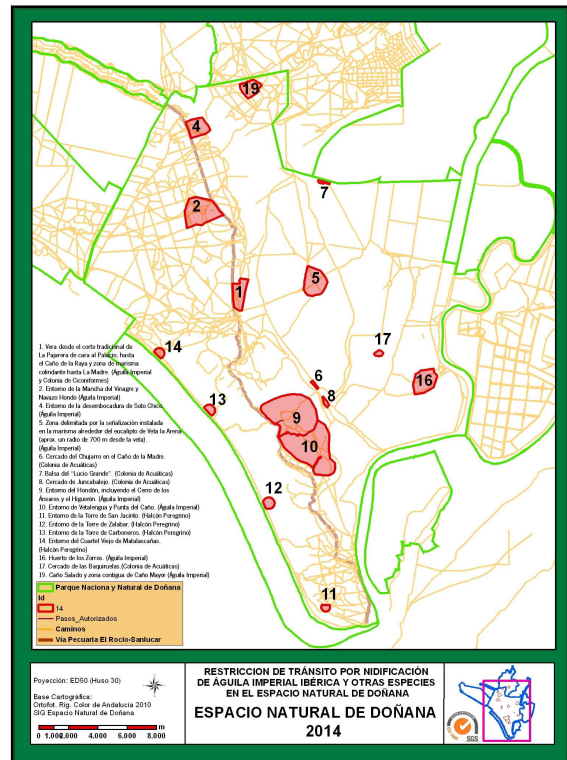 19
4
7
2
5
1
17
14
16
6
8
13
9
10
12
11
1. Vera desde el corte tradicional de
La Pajarera de cara al Palacio, hasta
el Caño de la Raya y zona de marisma
colindante hasta La Madre. (Águila Imperial
y Colonia de Ciconiformes)
2. Entorno de la Mancha del Vinagre y
Navazo Hondo (Águila Imperial)
4. Entorno de la desembocadura de Soto Chico.
(Águila Imperial)
5. Zona delimitada por la señalización instalada
en la marisma alrededor del eucalipto de Veta la Arena
(aprox. un radio de 700 m desde la veta).
(Águila Imperial)
6. Cercado del Chujarro en el Caño de la Madre.
(Colonia de Acuáticas)
7. Balsa del "Lucio Grande". (Colonia de Acuáticas)
8. Cercado de Juncabalejo. (Colonia de Acuáticas)
9. Entorno del Hondón, incluyendo el Cerro de los
Ánsares y el Higuerón. (Águila Imperial)
10. Entorno de Vetalengua y Punta del Caño. (Águila Imperial)
11. Entorno de la Torre de San Jacinto. (Halcón Peregrino)
12. Entorno de la Torre de Zalabar. (Halcón Peregrino)
13. Entorno de la Torre de Carboneros. (Halcón Peregrino)
14. Entorno del Cuartel Viejo de Matalascañas.
(Halcón Peregrino)
16. Huerto de los Zorros. (Águila Imperial)
17. Cercado de las Baquiruelas.(Colonia de Acuáticas)
19. Caño Salado y zona contigua de Caño Mayor (Águila Imperial)
Parque Naciona y Natural de Doñana
Id
14
Pasos_Autorizados
Caminos
Vía Pecuaria El Rocio-Sanlucar
Poyección: ED50 (Huso 30)
Base Cartográfica:
Ortofot. Rig. Color de Andalucia 2010
SIG Espacio Natural de Doñana
0 1.000 2.000 4.000 6.000 8.000 m
RESTRICCION DE TRÁNSITO POR NIDIFICACIÓN
DE ÁGUILA IMPERIAL IBÉRICA Y OTRAS ESPECIES
EN EL ESPACIO NATURAL DE DOÑANA
ESPACIO NATURAL DE DOÑANA
2014
SGS